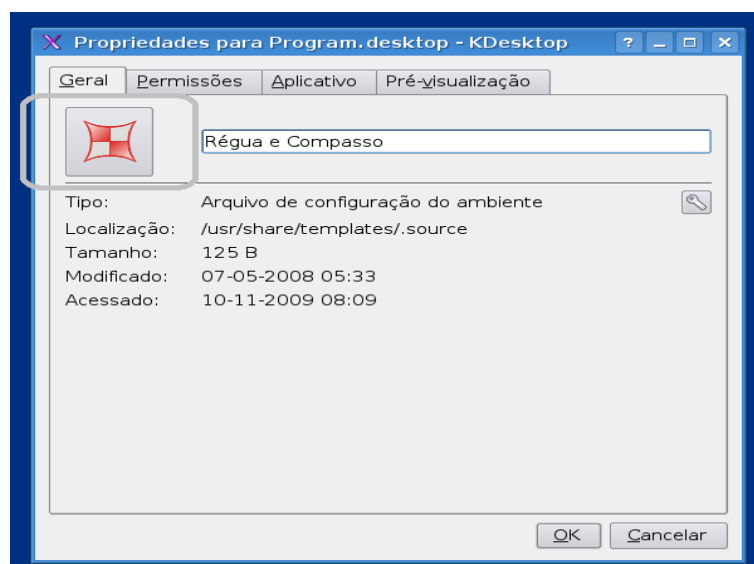 Propriedades para Program.desktop - KDesktop
Geral Permissões Aplicativo Pré-visualização
Régua e Compasso
Tipo: Arquivo de configuração do ambiente
Localização: /usr/share/templates/.source
Tamanho: 125 B
Modificado: 07-05-2008 05:33
Acessado: 10-11-2009 08:09
OK Cancelar